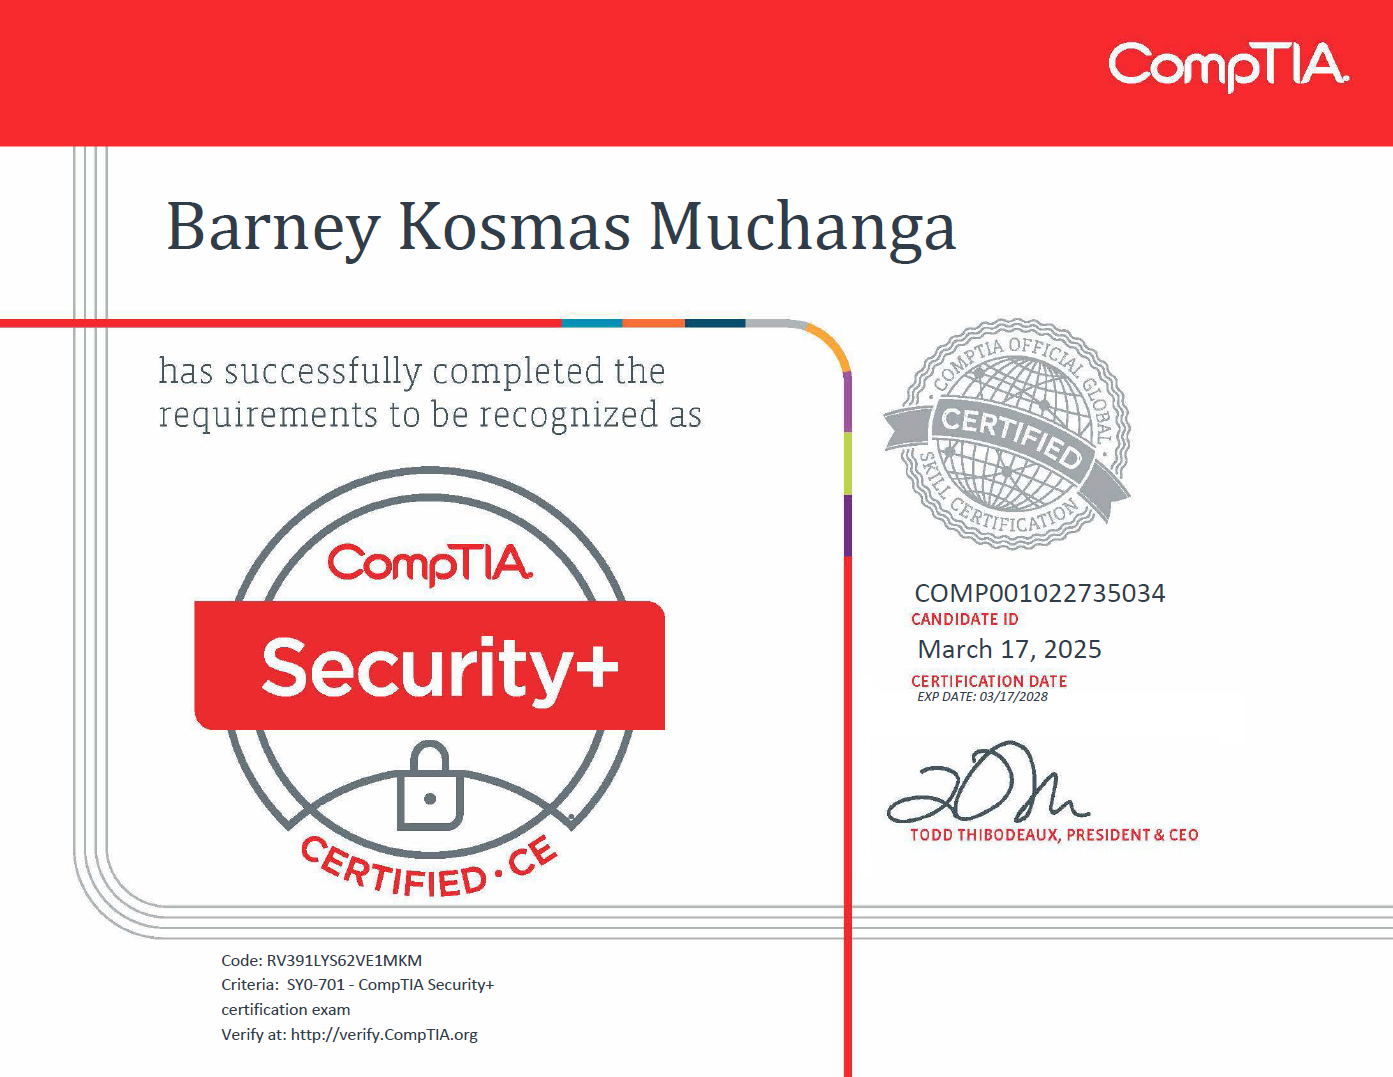 CompTIA.
Barney Kosmas Muchanga
has successfully completed the
requirements to be recognized as
COMPTIA OFFICIAL GLOBAL
CERTIFIED
SKILL CERTIFICATION
CompTIA.
Security+
CERTIFIED · CE
COMP001022735034
CANDIDATE ID
March 17, 2025
CERTIFICATION DATE
EXP DATE: 03/17/2028
TODD THIBODEAUX, PRESIDENT & CEO
Code: RV391LYS62VE1MKM
Criteria: SY0-701 - CompTIA Security+
certification exam
Verify at: http://verify.CompTIA.org